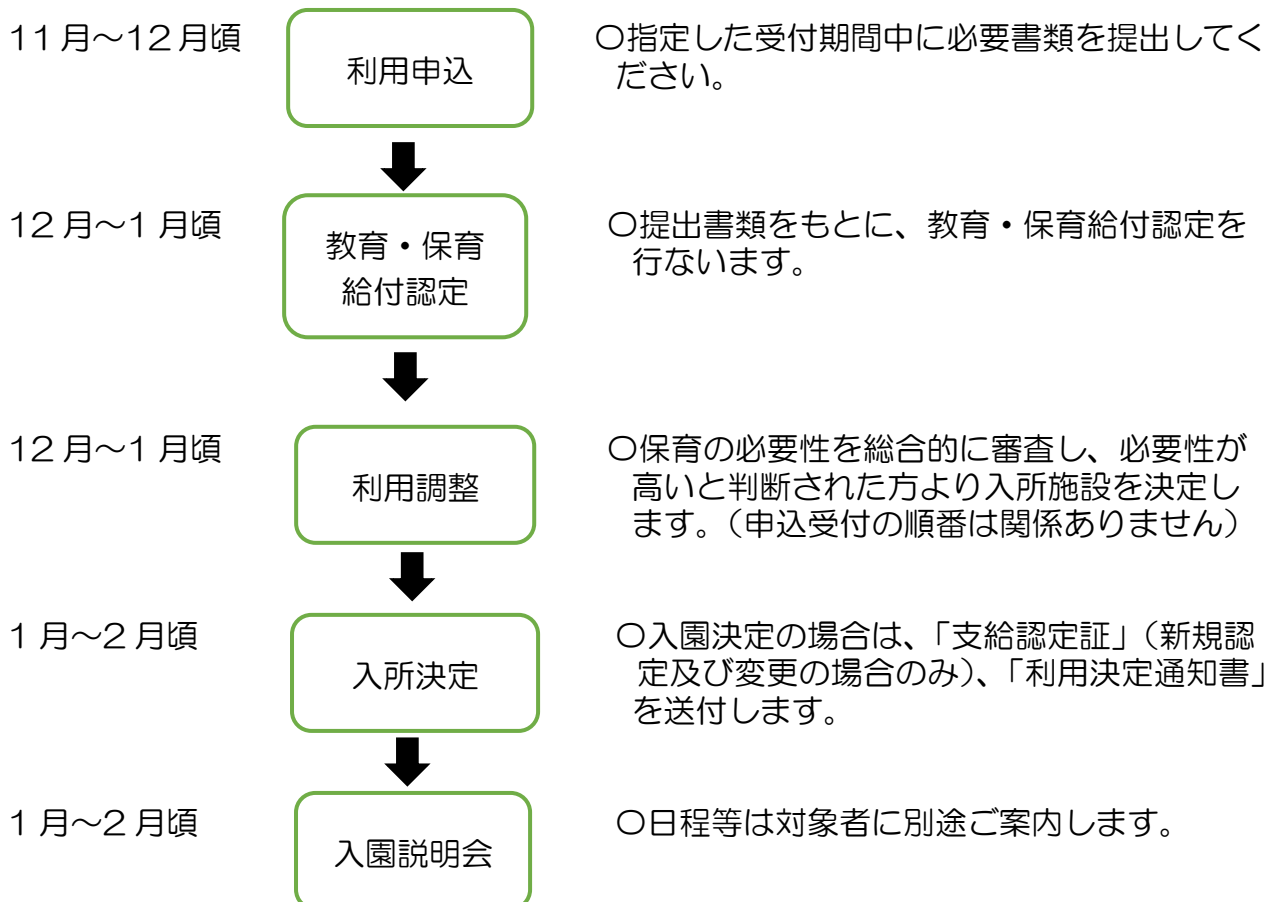 11月～12月頃
利用申込
〇指定した受付期間中に必要書類を提出してく
ださい。
12月～1月頃
教育・保育
給付認定
〇提出書類をもとに、教育・保育給付認定を
行ないます。
12月～1月頃
利用調整
〇保育の必要性を総合的に審査し、必要性が
高いと判断された方より入所施設を決定し
ます。（申込受付の順番は関係ありません）
1月～2月頃
入所決定
〇入園決定の場合は、「支給認定証」（新規認
定及び変更の場合のみ）、「利用決定通知書」
を送付します。
1月～2月頃
入園説明会
〇日程等は対象者に別途ご案内します。